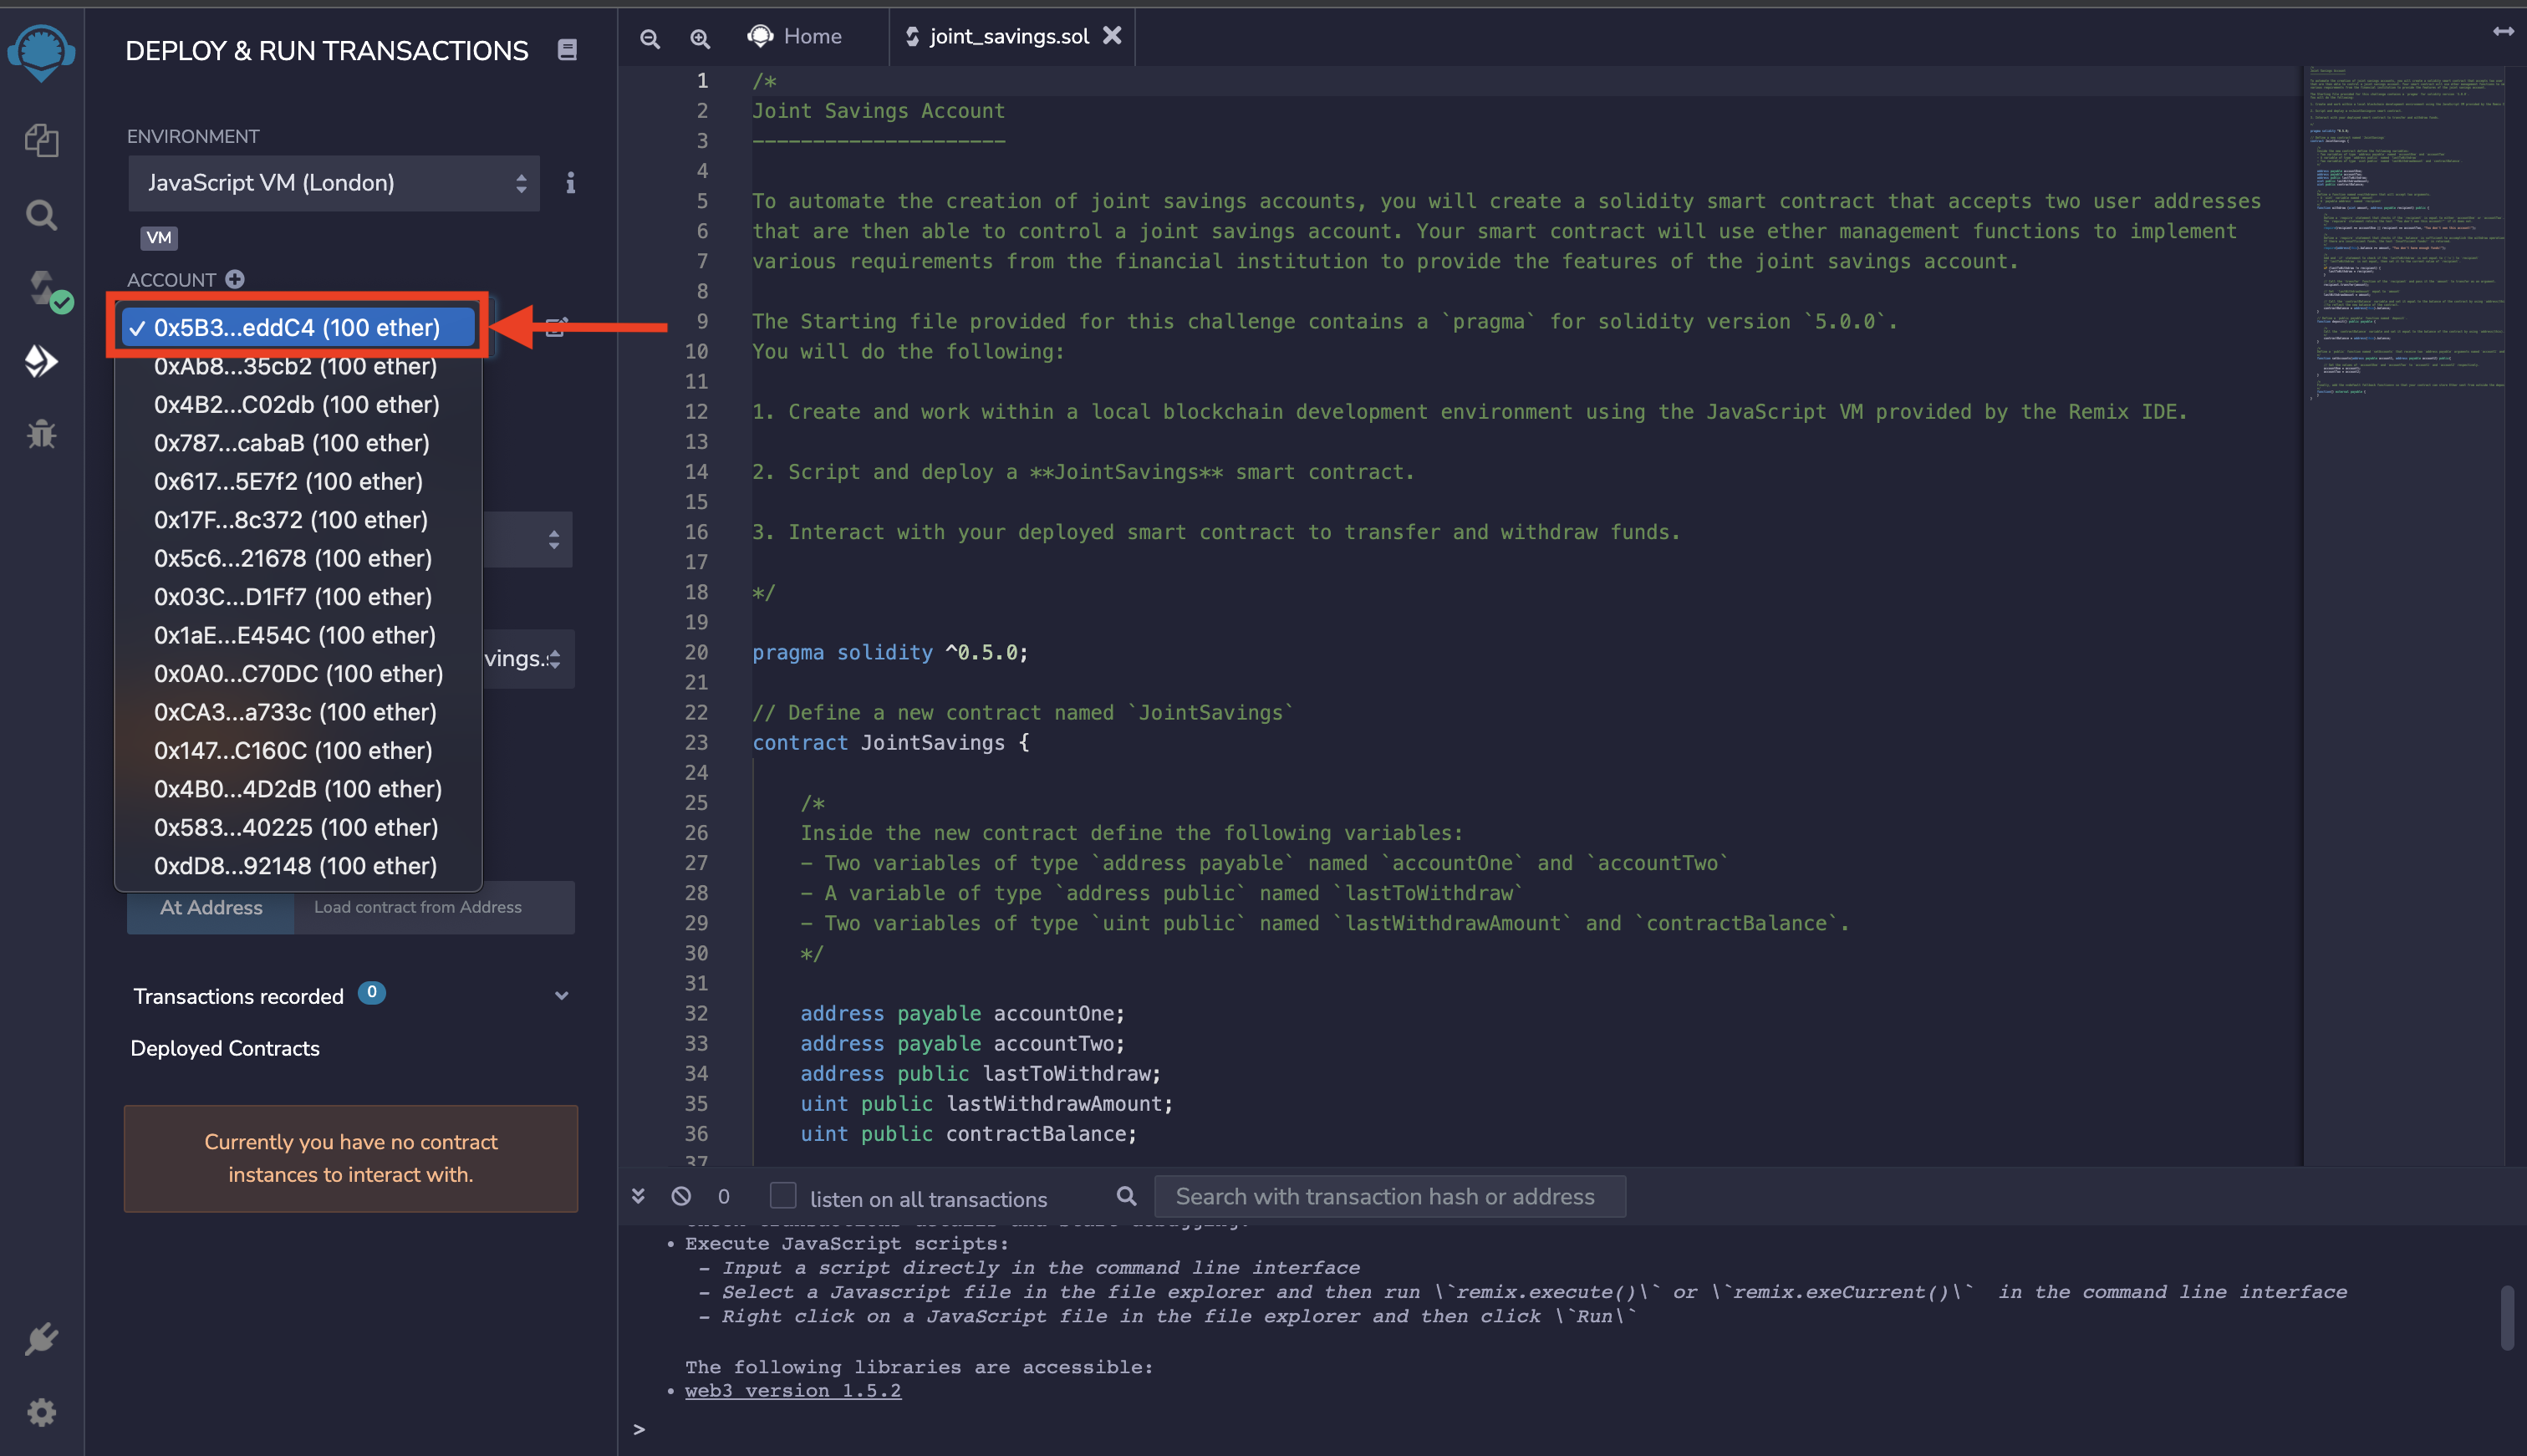 DEPLOY & RUN TRANSACTIONS
ENVIRONMENT
JavaScript VM (London)
VM
ACCOUNT
0x5B3...eddC4 (100 ether)
0xAb8...35cb2 (100 ether)
0x4B2...C02db (100 ether)
0x787...cabaB (100 ether)
0x617...5E7f2 (100 ether)
0x17F...8c372 (100 ether)
0x5c6...21678 (100 ether)
0x03C...D1Ff7 (100 ether)
0x1aE...E454C (100 ether)
0x0A0...C70DC (100 ether)
0xCA3...a733c (100 ether)
0x147...C160C (100 ether)
0x4B0...4D2dB (100 ether)
0x583...40225 (100 ether)
0xdD8...92148 (100 ether)
vings.
At Address Load contract from Address
Transactions recorded 0
Deployed Contracts
Currently you have no contract
instances to interact with.
Home joint_savings.sol
1 /*
2 Joint Savings Account
3 ---------------------
4
5 To automate the creation of joint savings accounts, you will create a solidity smart contract that accepts two user addresses
6 that are then able to control a joint savings account. Your smart contract will use ether management functions to implement
7 various requirements from the financial institution to provide the features of the joint savings account.
8
9 The Starting file provided for this challenge contains a `pragma` for solidity version `5.0.0`.
10 You will do the following:
11
12 1. Create and work within a local blockchain development environment using the JavaScript VM provided by the Remix IDE.
13
14 2. Script and deploy a **JointSavings** smart contract.
15
16 3. Interact with your deployed smart contract to transfer and withdraw funds.
17
18 */
19
20 pragma solidity ^0.5.0;
21
22 // Define a new contract named `JointSavings`
23 contract JointSavings {
24
25 /*
26 Inside the new contract define the following variables:
27 - Two variables of type `address payable` named `accountOne` and `accountTwo`
28 - A variable of type `address public` named `lastToWithdraw`
29 - Two variables of type `uint public` named `lastWithdrawAmount` and `contractBalance`.
30 */
31
32 address payable accountOne;
33 address payable accountTwo;
34 address public lastToWithdraw;
35 uint public lastWithdrawAmount;
36 uint public contractBalance;
37
0 listen on all transactions Search with transaction hash or address
• Execute JavaScript scripts:
- Input a script directly in the command line interface
- Select a Javascript file in the file explorer and then run \`remix.execute()\` or \`remix.exeCurrent()\` in the command line interface
- Right click on a JavaScript file in the file explorer and then click \`Run\`
The following libraries are accessible:
• web3 version 1.5.2
>